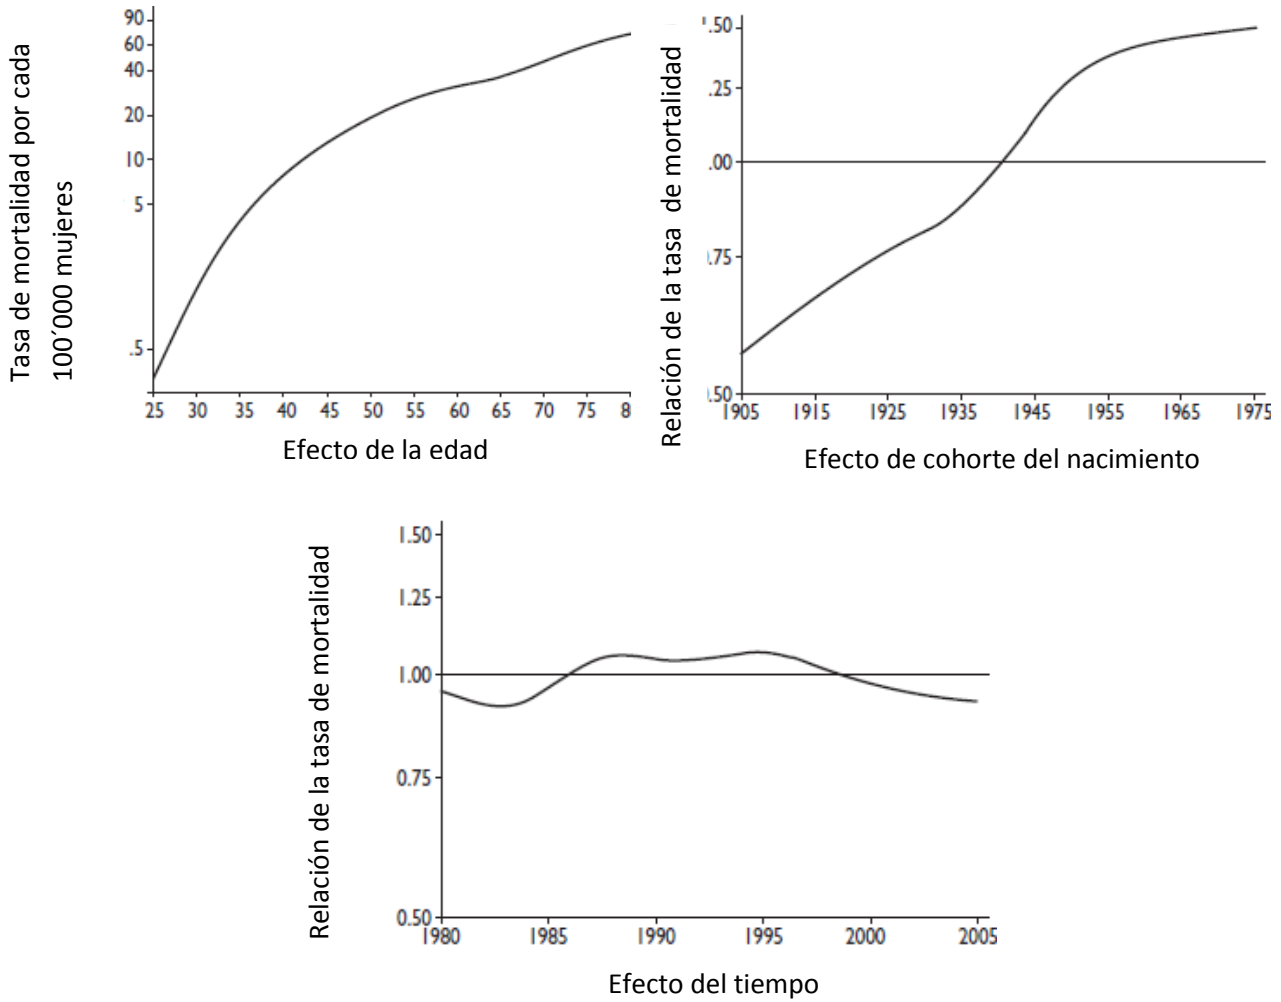 Tasa de mortalidad por cada
100´000 mujeres
90
60
40
20
10
5
.5
25 30 35 40 45 50 55 60 65 70 75 8
Efecto de la edad
Relación de la tasa de mortalidad
.50
.25
.00
.75
.50
1905 1915 1925 1935 1945 1955 1965 1975
Efecto de cohorte del nacimiento
Relación de la tasa de mortalidad
1.50
1.25
1.00
0.75
0.50
1980 1985 1990 1995 2000 2005
Efecto del tiempo